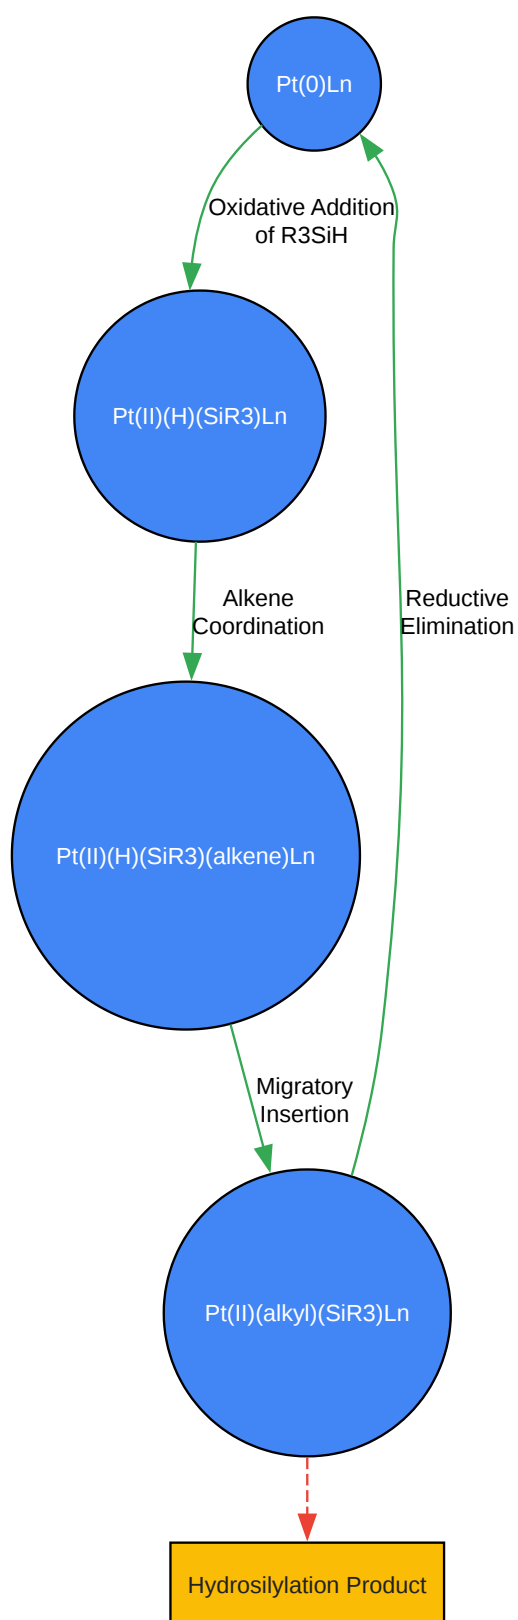 Pt(0)Ln
Oxidative Addition
of R3SiH
Pt(II)(H)(SiR3)Ln
Alkene
Coordination
Reductive
Elimination
Pt(II)(H)(SiR3)(alkene)Ln
Migratory
Insertion
Pt(II)(alkyl)(SiR3)Ln
Hydrosilylation Product